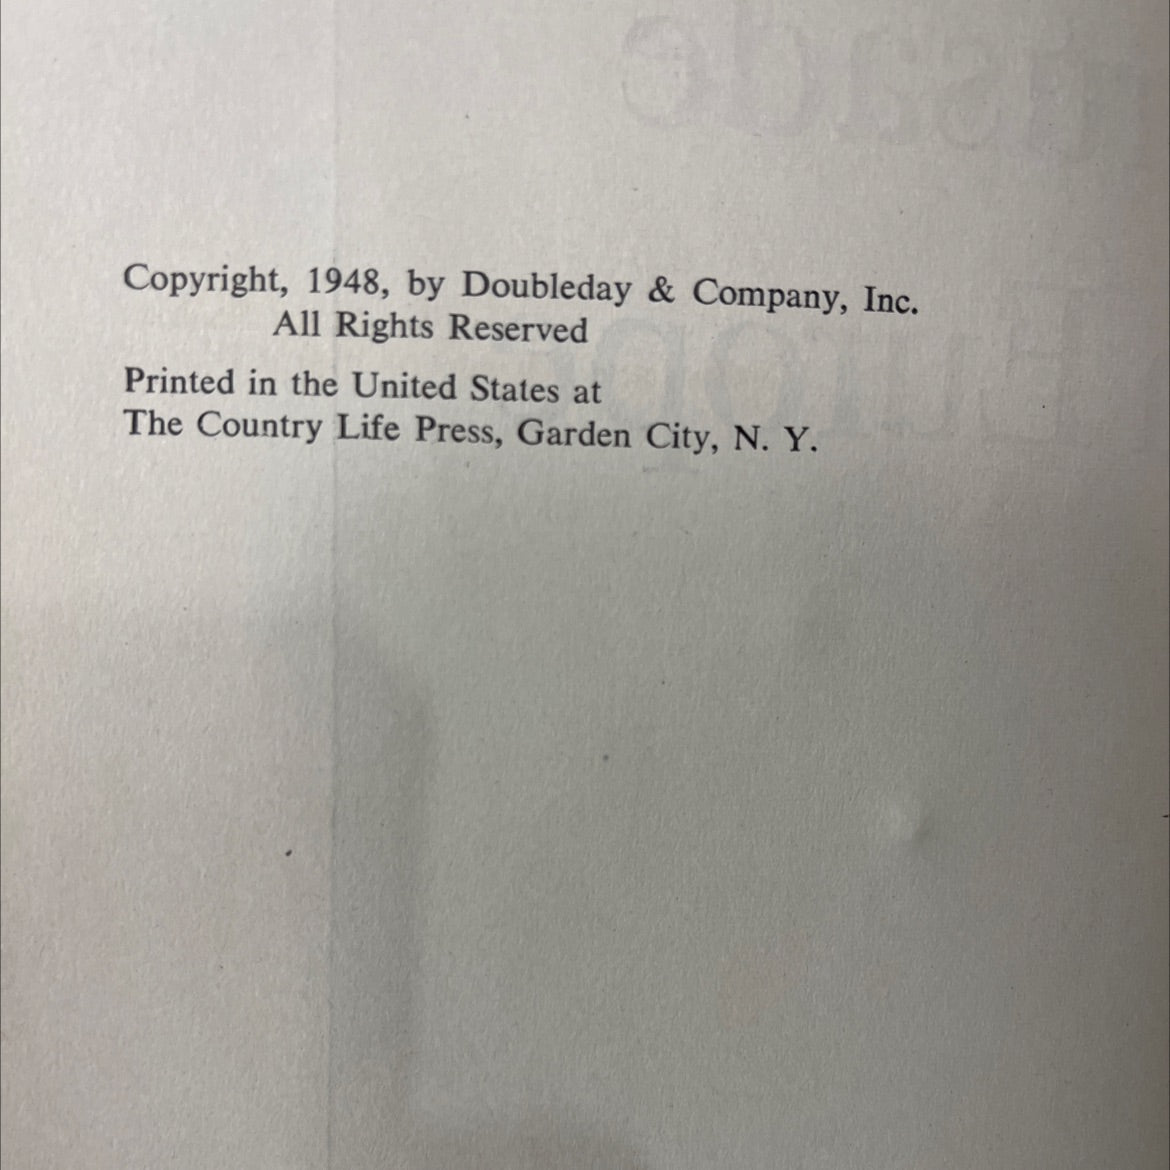 Copyright, 1948, by Doubleday & Company, Inc.
All Rights Reserved
Printed in the United States at
The Country Life Press, Garden City, N. Y.